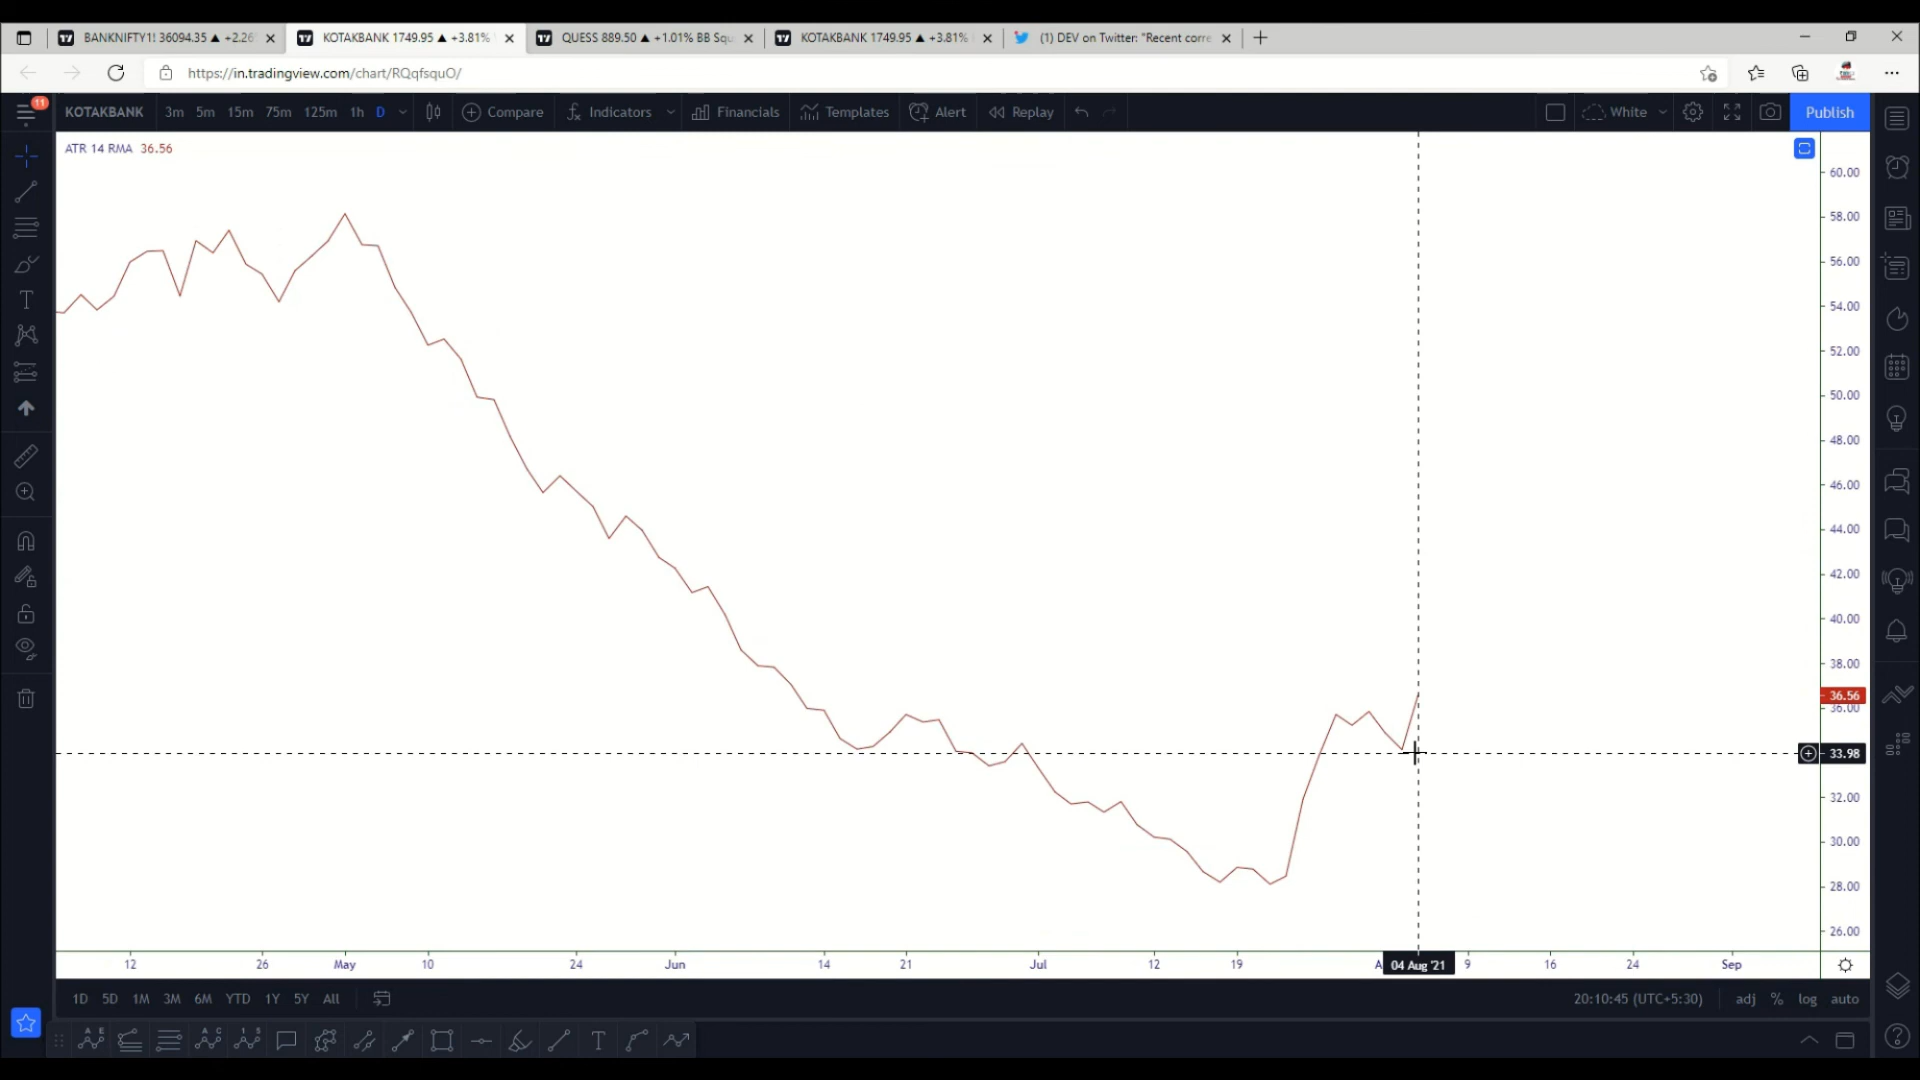 BANKNIFTY1! 36094.35 ▲ +2.26
KOTAKBANK 1749.95 ▲ +3.81%
QUESS 889.50 ▲ +1.01% BB Squ
KOTAKBANK 1749.95 ▲ +3.81%
(1) DEV on Twitter: "Recent corre
https://in.tradingview.com/chart/RQqfsquO/
11
KOTAKBANK 3m 5m 15m 75m 125m 1h D Compare Indicators Financials Templates Alert Replay White Publish
ATR 14 RMA 36.56
60.00
58.00
56.00
54.00
52.00
50.00
48.00
46.00
44.00
42.00
40.00
38.00
36.56
36.00
33.98
32.00
30.00
28.00
26.00
12 26 May 10 24 Jun 14 21 Jul 12 19 A 04 Aug '21 9 16 24 Sep
1D 5D 1M 3M 6M YTD 1Y 5Y All 20:10:45 (UTC+5:30) adj % log auto
A E
A C
1 5
T